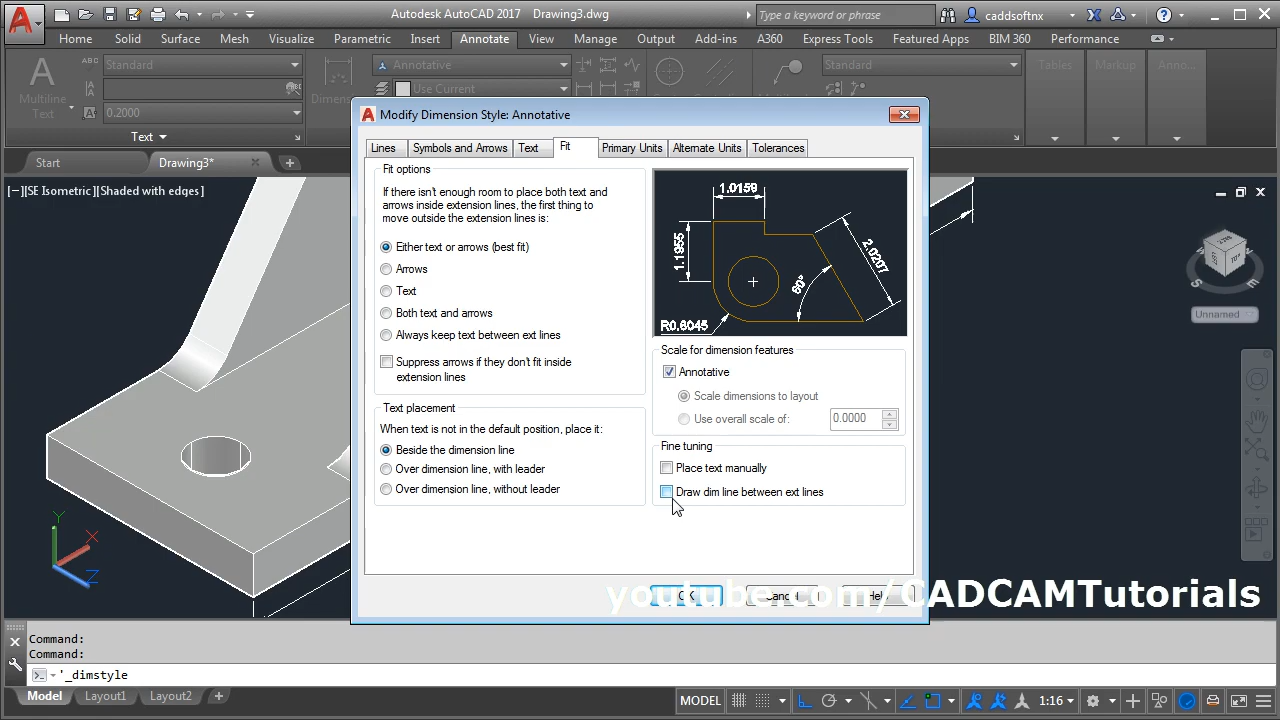 Autodesk AutoCAD 2017 Drawing3.dwg
Type a keyword or phrase
caddsoftnx
Home Solid Surface Mesh Visualize Parametric Insert Annotate View Manage Output Add-ins A360 Express Tools Featured Apps BIM 360 Performance
Multiline
Text
ABC
Standard
0.2000
Text
Dimens
Annotative
Use Current
Multi
Standard
Tables
Markup
Anno...
Start
Drawing3*
[−][SE Isometric][Shaded with edges]
Modify Dimension Style: Annotative
Lines Symbols and Arrows Text Fit Primary Units Alternate Units Tolerances
Fit options
If there isn't enough room to place both text and
arrows inside extension lines, the first thing to
move outside the extension lines is:
Either text or arrows (best fit)
Arrows
Text
Both text and arrows
Always keep text between ext lines
Suppress arrows if they don't fit inside
extension lines
Text placement
When text is not in the default position, place it:
Beside the dimension line
Over dimension line, with leader
Over dimension line, without leader
1.0159
1.1955
2.0207
60°
R0.8045
Scale for dimension features
Annotative
Scale dimensions to layout
Use overall scale of:
0.0000
Fine tuning
Place text manually
Draw dim line between ext lines
OK
Cancel
Help
youtube.com/CADCAMTutorials
TOP
S
E
Unnamed
Y
X
Z
Command:
Command:
'_dimstyle
Model Layout1 Layout2
MODEL
1:16